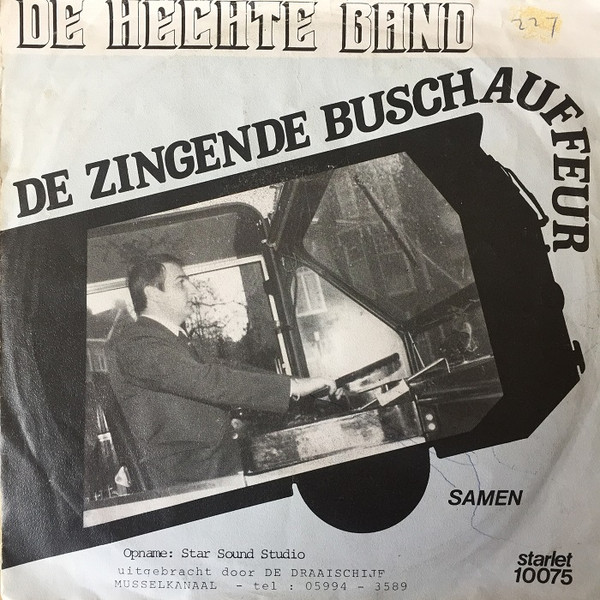 DE HECHTE BAND
227
DE ZINGENDE BUSCHAUFFEUR
SAMEN
Opname: Star Sound Studio
uitgebracht door DE DRAAISCHIJF
MUSSELKANAAL - tel : 05994 - 3589
starlet
10075